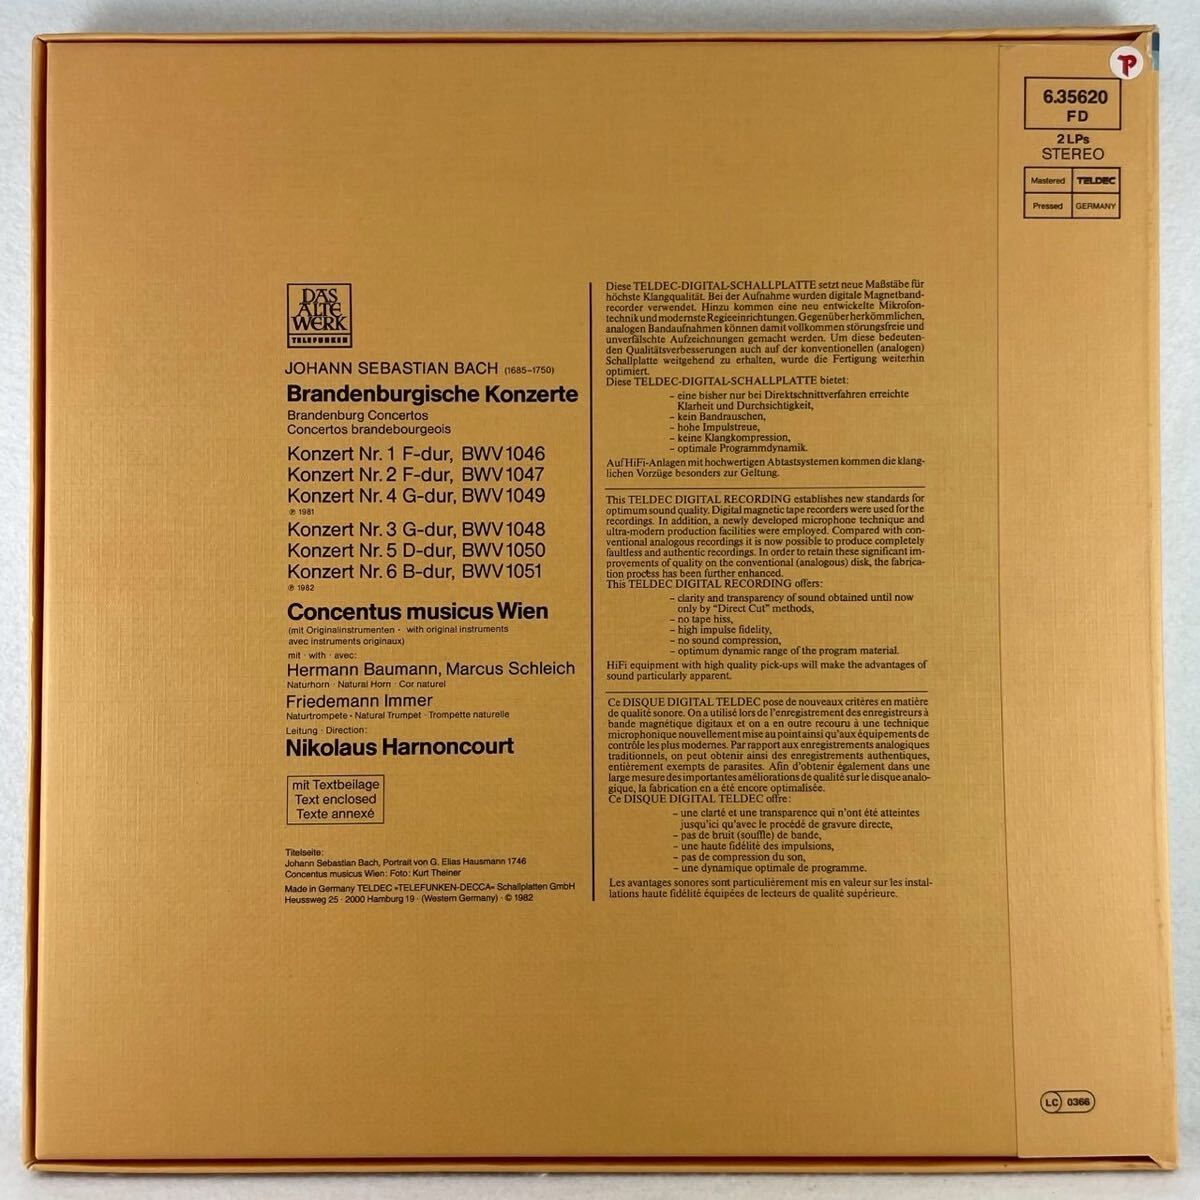 P
6.35620
FD
2 LPs
STEREO
Mastered TELDEC
Pressed GERMANY
DAS
ALTE
WERK
TELEFUNKEN
JOHANN SEBASTIAN BACH (1685–1750)
Brandenburgische Konzerte
Brandenburg Concertos
Concertos brandebourgeois
Konzert Nr. 1 F-dur, BWV 1046
Konzert Nr. 2 F-dur, BWV 1047
Konzert Nr. 4 G-dur, BWV 1049
℗ 1981
Konzert Nr. 3 G-dur, BWV 1048
Konzert Nr. 5 D-dur, BWV 1050
Konzert Nr. 6 B-dur, BWV 1051
℗ 1982
Concentus musicus Wien
(mit Originalinstrumenten · with original instruments
avec instruments originaux)
mit · with · avec:
Hermann Baumann, Marcus Schleich
Naturhorn · Natural Horn · Cor naturel
Friedemann Immer
Naturtrompete · Natural Trumpet · Trompette naturelle
Leitung · Direction:
Nikolaus Harnoncourt
mit Textbeilage
Text enclosed
Texte annexé
Titelseite:
Johann Sebastian Bach, Portrait von G. Elias Hausmann 1746
Concentus musicus Wien: Foto: Kurt Theiner
Made in Germany TELDEC »TELEFUNKEN-DECCA« Schallplatten GmbH
Heussweg 25 · 2000 Hamburg 19 · (Western Germany) · © 1982
Diese TELDEC-DIGITAL-SCHALLPLATTE setzt neue Maßstäbe für
höchste Klangqualität. Bei der Aufnahme wurden digitale Magnetband-
recorder verwendet. Hinzu kommen eine neu entwickelte Mikrofon-
technik und modernste Regieeinrichtungen. Gegenüber herkömmlichen,
analogen Bandaufnahmen können damit vollkommen störungsfreie und
unverfälschte Aufzeichnungen gemacht werden. Um diese bedeuten-
den Qualitätsverbesserungen auch auf der konventionellen (analogen)
Schallplatte weitgehend zu erhalten, wurde die Fertigung weiterhin
optimiert.
Diese TELDEC-DIGITAL-SCHALLPLATTE bietet:
– eine bisher nur bei Direktschnittverfahren erreichte
Klarheit und Durchsichtigkeit,
– kein Bandrauschen,
– hohe Impulstreue,
– keine Klangkompression,
– optimale Programmdynamik.
Auf HiFi-Anlagen mit hochwertigen Abtastsystemen kommen die klang-
lichen Vorzüge besonders zur Geltung.
This TELDEC DIGITAL RECORDING establishes new standards for
optimum sound quality. Digital magnetic tape recorders were used for the
recordings. In addition, a newly developed microphone technique and
ultra-modern production facilities were employed. Compared with con-
ventional analogous recordings it is now possible to produce completely
faultless and authentic recordings. In order to retain these significant im-
provements of quality on the conventional (analogous) disk, the fabrica-
tion process has been further enhanced.
This TELDEC DIGITAL RECORDING offers:
– clarity and transparency of sound obtained until now
only by "Direct Cut" methods,
– no tape hiss,
– high impulse fidelity,
– no sound compression,
– optimum dynamic range of the program material.
HiFi equipment with high quality pick-ups will make the advantages of
sound particularly apparent.
Ce DISQUE DIGITAL TELDEC pose de nouveaux critères en matière
de qualité sonore. On a utilisé lors de l'enregistrement des enregistreurs à
bande magnétique digitaux et on a en outre recouru à une technique
microphonique nouvellement mise au point ainsi qu'aux équipements de
contrôle les plus modernes. Par rapport aux enregistrements analogiques
traditionnels, on peut obtenir ainsi des enregistrements authentiques,
entièrement exempts de parasites. Afin d'obtenir également dans une
large mesure des importantes améliorations de qualité sur le disque analo-
gique, la fabrication en a été encore optimalisée.
Ce DISQUE DIGITAL TELDEC offre:
– une clarté et une transparence qui n'ont été atteintes
jusqu'ici qu'avec le procédé de gravure directe,
– pas de bruit (souffle) de bande,
– une haute fidélité des impulsions,
– pas de compression du son,
– une dynamique optimale de programme.
Les avantages sonores sont particulièrement mis en valeur sur les instal-
lations haute fidélité équipées de lecteurs de qualité supérieure.
LC 0366